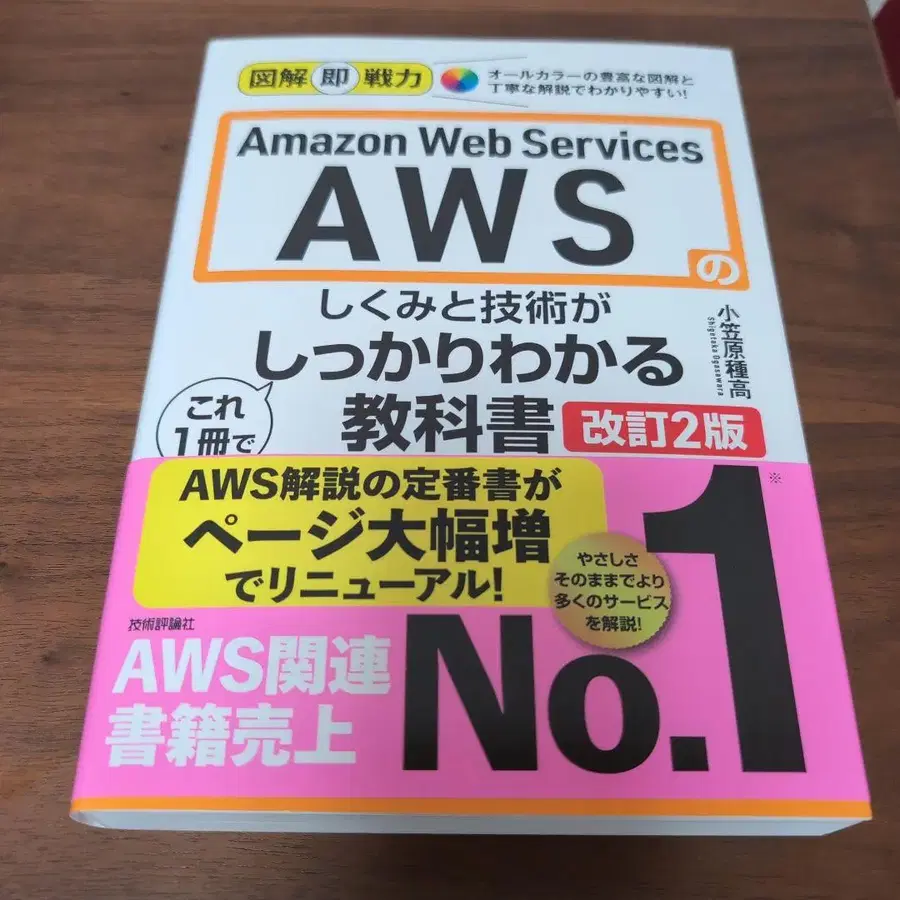 図解即戦力
オールカラーの豊富な図解と
丁寧な解説でわかりやすい!
Amazon Web Services
AWSの
しくみと技術が
しっかりわかる
教科書
改訂2版
小笠原種高
Shigetaka Ogasawara
これ
1冊で
AWS解説の定番書が
ページ大幅増
でリニューアル!
やさしさ
そのままでより
多くのサービス
を解説!
技術評論社
AWS関連
書籍売上
No.1
※